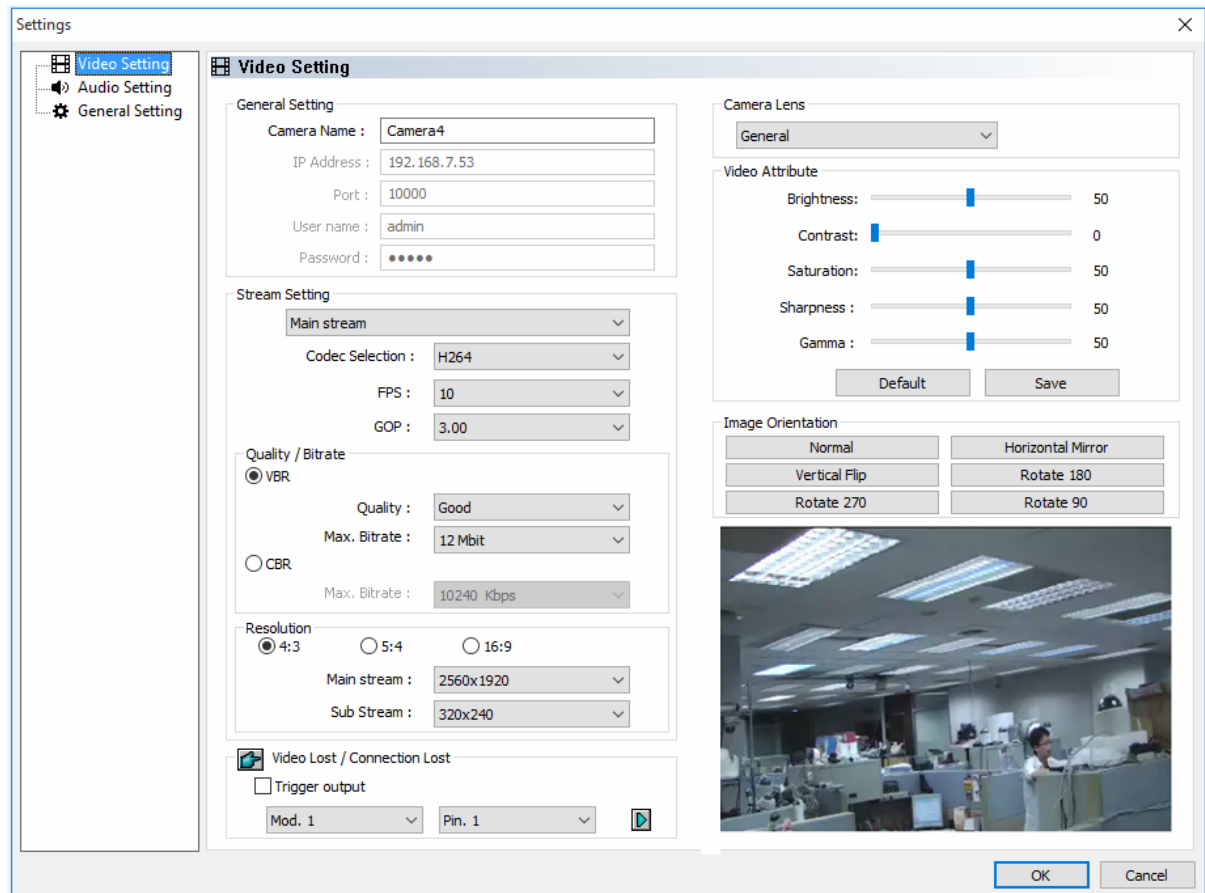 Settings
Video Setting
Audio Setting
General Setting
Video Setting
General Setting
Camera Name :
Camera4
IP Address :
192.168.7.53
Port :
10000
User name :
admin
Password :
●●●●●
Stream Setting
Main stream
Codec Selection :
H264
FPS :
10
GOP :
3.00
Quality / Bitrate
VBR
Quality :
Good
Max. Bitrate :
12 Mbit
CBR
Max. Bitrate :
10240 Kbps
Resolution
4:3
5:4
16:9
Main stream :
2560x1920
Sub Stream :
320x240
Video Lost / Connection Lost
Trigger output
Mod. 1
Pin. 1
Camera Lens
General
Video Attribute
Brightness:
50
Contrast:
0
Saturation:
50
Sharpness :
50
Gamma :
50
Default
Save
Image Orientation
Normal
Horizontal Mirror
Vertical Flip
Rotate 180
Rotate 270
Rotate 90
OK
Cancel